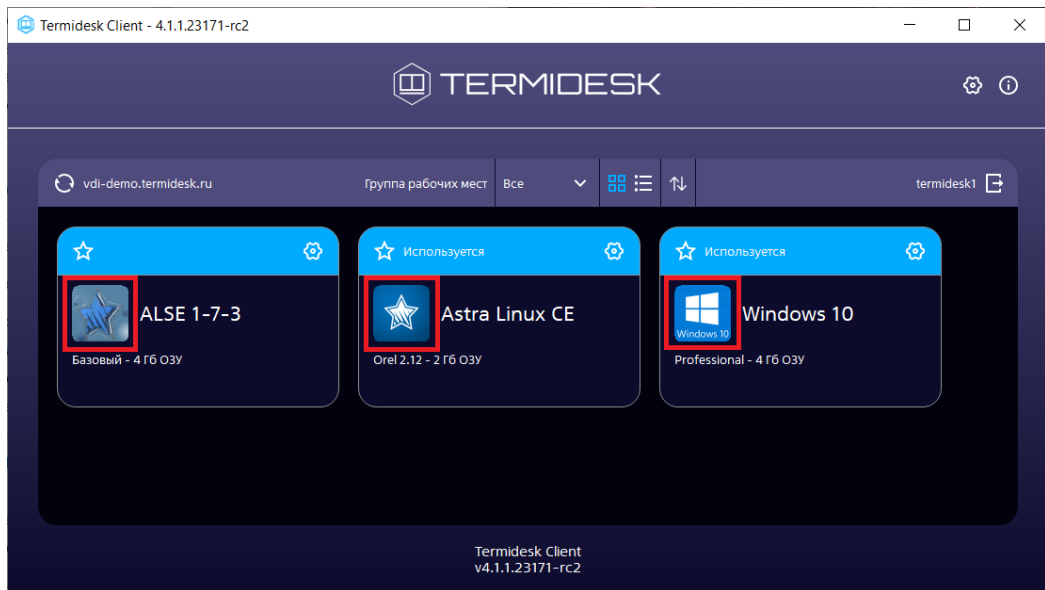 Termidesk Client - 4.1.1.23171-rc2
TERMIDESK
vdi-demo.termidesk.ru Группа рабочих мест Все termidesk1
Используется Используется
ALSE 1-7-3 Astra Linux CE Windows 10 Windows 10
Базовый - 4 Гб ОЗУ Orel 2.12 - 2 Гб ОЗУ Professional - 4 Гб ОЗУ
Termidesk Client
v4.1.1.23171-rc2